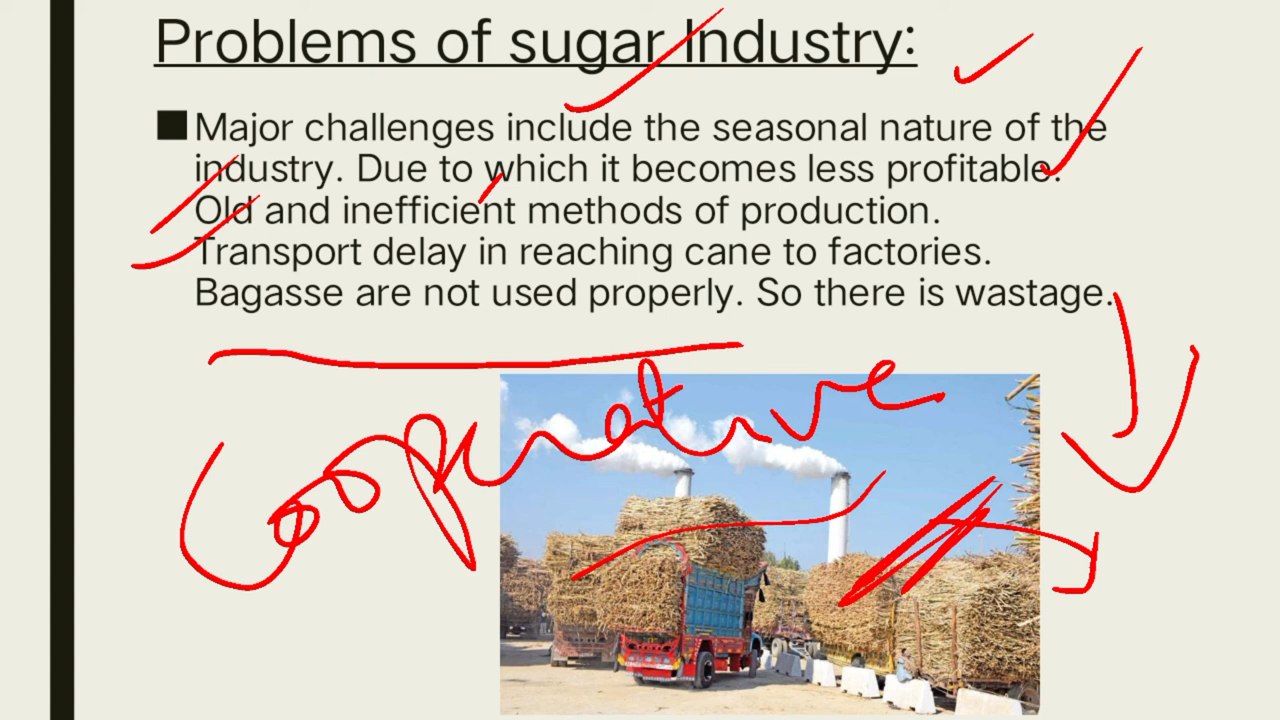 Problems of sugar Industry:
Major challenges include the seasonal nature of the
industry. Due to which it becomes less profitable.
Old and inefficient methods of production.
Transport delay in reaching cane to factories.
Bagasse are not used properly. So there is wastage.
Cooperative